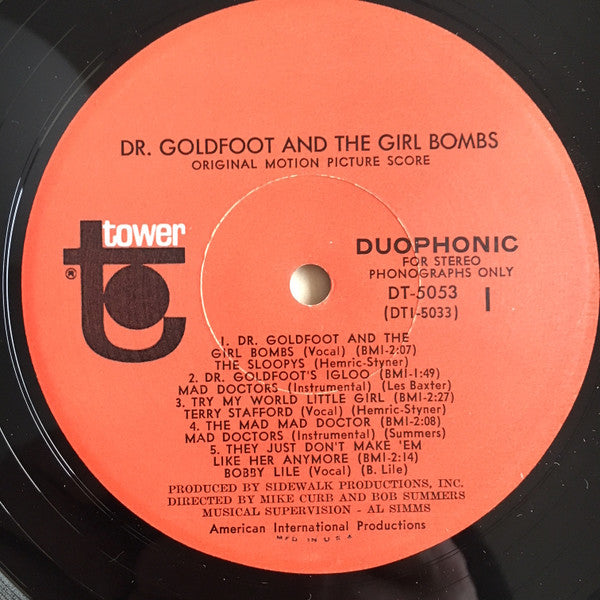 DR. GOLDFOOT AND THE GIRL BOMBS
ORIGINAL MOTION PICTURE SCORE
tower
®
DUOPHONIC
FOR STEREO
PHONOGRAPHS ONLY
DT-5053
(DT1-5033)
1
1. DR. GOLDFOOT AND THE
GIRL BOMBS (Vocal) (BMI-2:07)
THE SLOOPYS (Hemric-Styner)
2. DR. GOLDFOOT'S IGLOO (BMI-1:49)
MAD DOCTORS (Instrumental) (Les Baxter)
3. TRY MY WORLD LITTLE GIRL (BMI-2:27)
TERRY STAFFORD (Vocal) (Hemric-Styner)
4. THE MAD MAD DOCTOR (BMI-2:08)
MAD DOCTORS (Instrumental) (Summers)
5. THEY JUST DON'T MAKE 'EM
LIKE HER ANYMORE (BMI-2:14)
BOBBY LILE (Vocal) (B. Lile)
PRODUCED BY SIDEWALK PRODUCTIONS, INC.
DIRECTED BY MIKE CURB AND BOB SUMMERS
MUSICAL SUPERVISION - AL SIMMS
American International Productions
MFD. IN U.S.A.